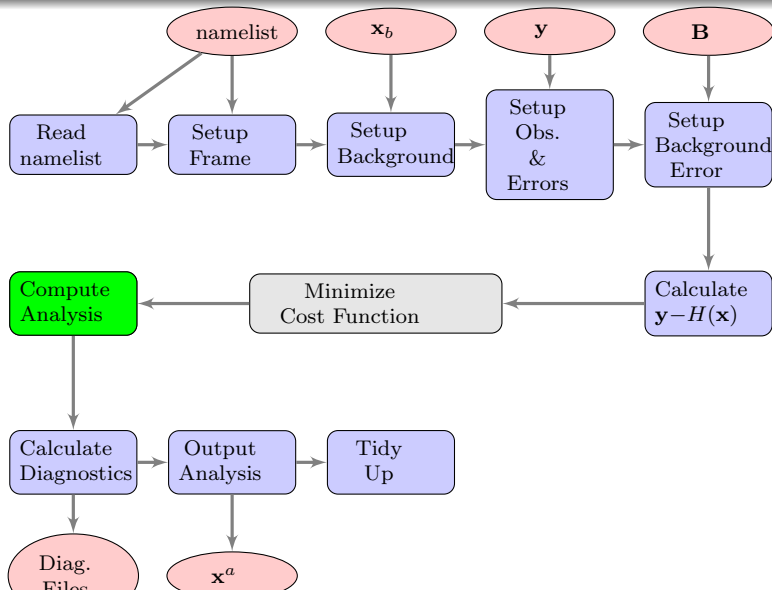 namelist
x_b
y
B
Read
namelist
Setup
Frame
Setup
Background
Setup
Obs.
&
Errors
Setup
Background
Error
Compute
Analysis
Minimize
Cost Function
Calculate
y−H(x)
Calculate
Diagnostics
Output
Analysis
Tidy
Up
Diag.
Files
x^a